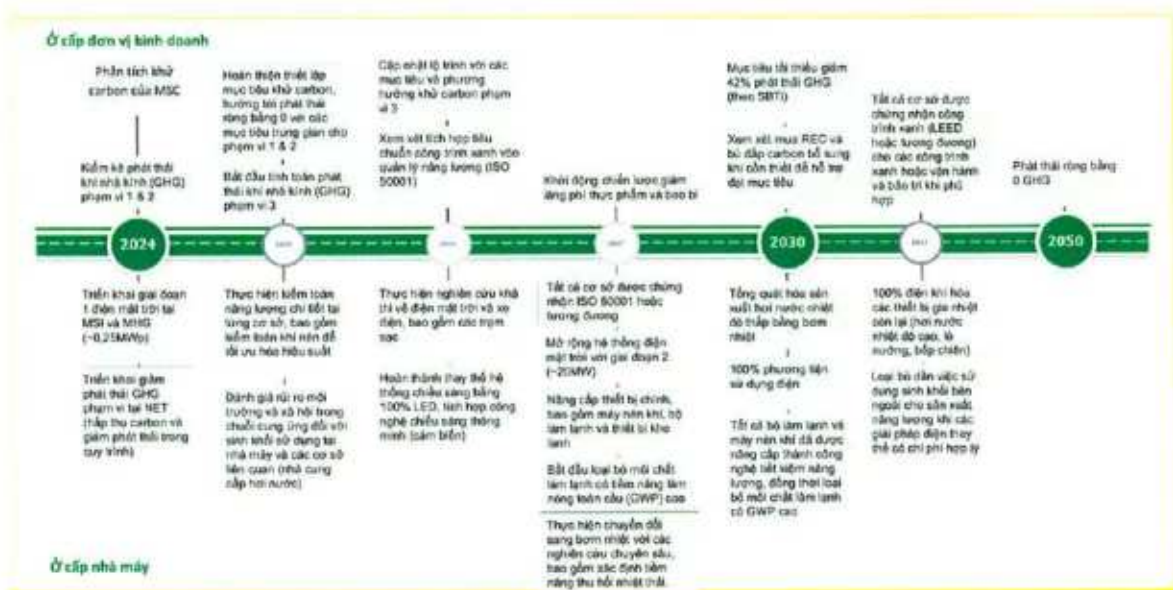 Ở cấp đơn vị kinh doanh
Phân tích khử
carbon của MSC
Kiểm kê phát thải
khí nhà kính (GHG)
phạm vi 1 & 2
Hoàn thiện thiết lập
mục tiêu khử carbon,
hướng tới phát thải
ròng bằng 0 với các
mục tiêu trung gian cho
phạm vi 1 & 2
Bắt đầu tính toán phát
thải khí nhà kính (GHG)
phạm vi 3
Cập nhật lộ trình với các
mục tiêu và phương
hướng khử carbon phạm
vi 3
Xem xét tích hợp tiêu
chuẩn công trình xanh vào
quản lý năng lượng (ISO
50001)
Khởi động chiến lược giảm
lãng phí thực phẩm và bao bì
Mục tiêu tối thiểu giảm
42% phát thải GHG
(theo SBTi)
Xem xét mua REC và
bù đắp carbon bổ sung
khi cần thiết để hỗ trợ
đạt mục tiêu
Tất cả cơ sở được
chứng nhận công
trình xanh (LEED
hoặc tương đương)
cho các công trình
xanh hoặc vận hành
và bảo trì khi phù
hợp
Phát thải ròng bằng
0 GHG
2024
2030
2050
Triển khai giai đoạn
1 điện mặt trời tại
MSI và MHG
(~0,25MWp)
Triển khai giảm
phát thải GHG
phạm vi tại NET
(hấp thụ carbon và
giảm phát thải trong
quy trình)
Thực hiện kiểm toán
năng lượng chi tiết tại
từng cơ sở, bao gồm
kiểm toán khí nén để
tối ưu hóa hiệu suất
Đánh giá rủi ro môi
trường và xã hội trong
chuỗi cung ứng đối với
sinh khối sử dụng tại
nhà máy và các cơ sở
liên quan (nhà cung
cấp hơi nước)
Thực hiện nghiên cứu khả
thi về điện mặt trời và xe
điện, bao gồm các trạm
sạc
Hoàn thành thay thế hệ
thống chiếu sáng bằng
100% LED, tích hợp công
nghệ chiếu sáng thông
minh (cảm biến)
Tất cả cơ sở được chứng
nhận ISO 50001 hoặc
tương đương
Mở rộng hệ thống điện
mặt trời với giai đoạn 2
(~20MW)
Nâng cấp thiết bị chính,
bao gồm máy nén khí, bộ
làm lạnh và thiết bị kho
lạnh
Bắt đầu loại bỏ môi chất
làm lạnh có tiềm năng làm
nóng toàn cầu (GWP) cao
Thực hiện chuyển đổi
sang bơm nhiệt với các
nghiên cứu chuyên sâu,
bao gồm xác định tiềm
năng thu hồi nhiệt thải.
Tổng quát hóa sản
xuất hơi nước nhiệt
độ thấp bằng bơm
nhiệt
100% phương tiện
sử dụng điện
Tất cả bộ làm lạnh và
máy nén khí đã được
nâng cấp thành công
nghệ tiết kiệm năng
lượng, đồng thời loại
bỏ môi chất làm lạnh
có GWP cao
100% điện khí hóa
các thiết bị gia nhiệt
còn lại (hơi nước
nhiệt độ cao, lò
nướng, bếp chiên)
Loại bỏ dần việc sử
dụng sinh khối bên
ngoài cho sản xuất
năng lượng khi các
giải pháp điện thay
thế có chi phí hợp lý
Ở cấp nhà máy